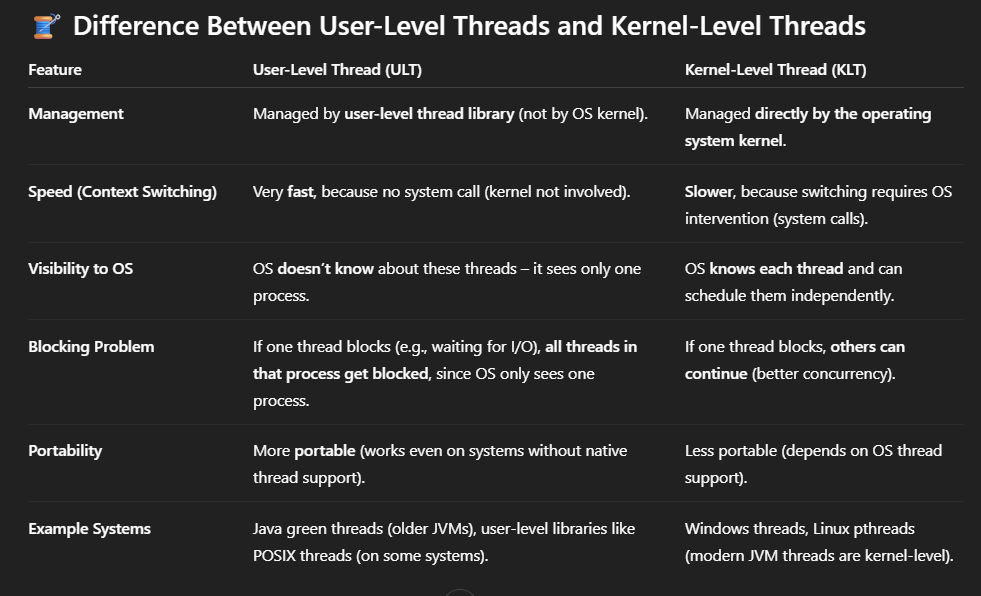 Difference Between User-Level Threads and Kernel-Level Threads
Feature User-Level Thread (ULT) Kernel-Level Thread (KLT)
Management Managed by user-level thread library (not by OS kernel). Managed directly by the operating
system kernel.
Speed (Context Switching) Very fast, because no system call (kernel not involved). Slower, because switching requires OS
intervention (system calls).
Visibility to OS OS doesn’t know about these threads – it sees only one OS knows each thread and can
process. schedule them independently.
Blocking Problem If one thread blocks (e.g., waiting for I/O), all threads in If one thread blocks, others can
that process get blocked, since OS only sees one continue (better concurrency).
process.
Portability More portable (works even on systems without native Less portable (depends on OS thread
thread support). support).
Example Systems Java green threads (older JVMs), user-level libraries like Windows threads, Linux pthreads
POSIX threads (on some systems). (modern JVM threads are kernel-level).